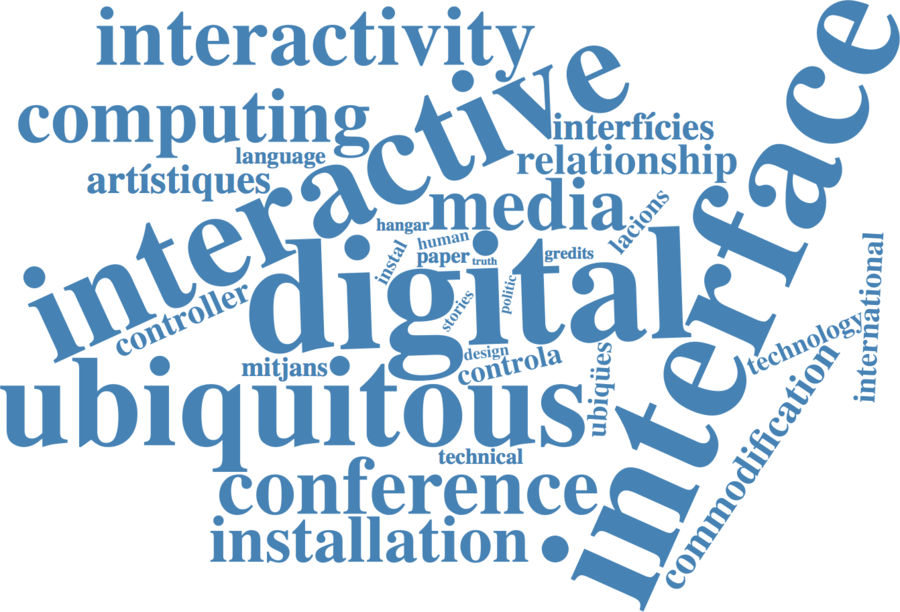 interactivity
interactive
interface
computing
interfícies
language
relationship
artístiques
media
lacions
hangar
human
instal
paper
truth
gredits
digital
international
controller
stories
politic
technology
design
mitjans
controla
ubiqües
ubiquitous
commodification
technical
conference
installation